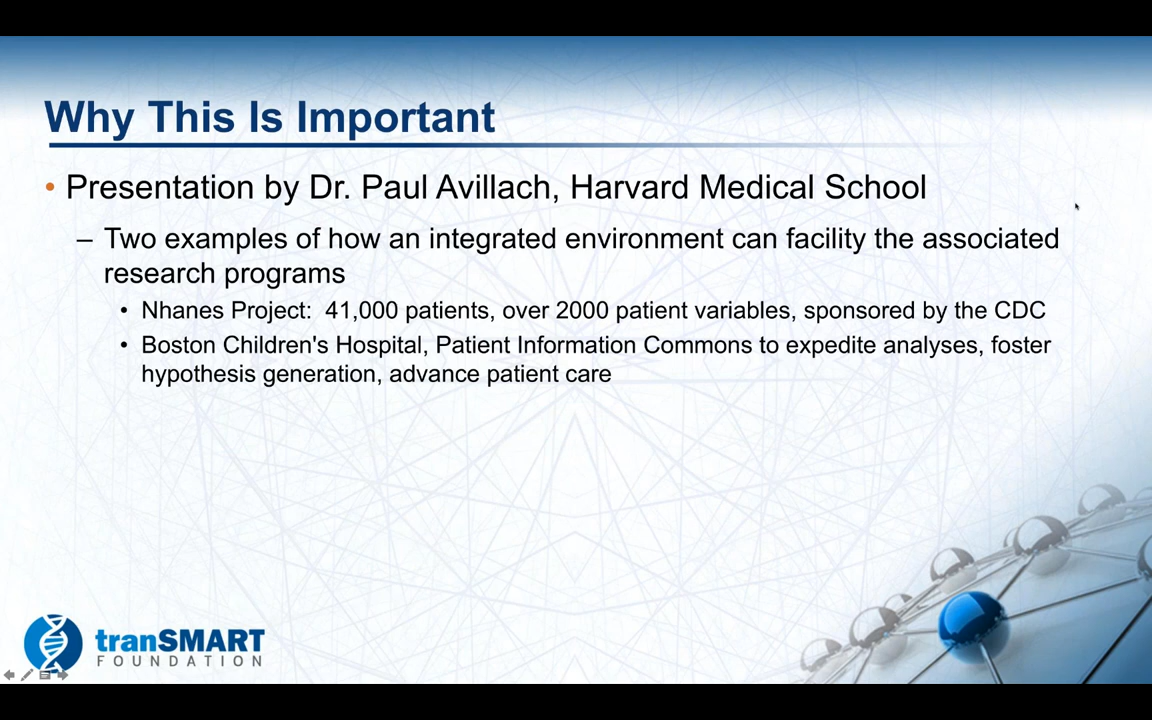 Why This Is Important
• Presentation by Dr. Paul Avillach, Harvard Medical School
– Two examples of how an integrated environment can facility the associated
research programs
• Nhanes Project:  41,000 patients, over 2000 patient variables, sponsored by the CDC
• Boston Children's Hospital, Patient Information Commons to expedite analyses, foster
hypothesis generation, advance patient care
tranSMART
FOUNDATION